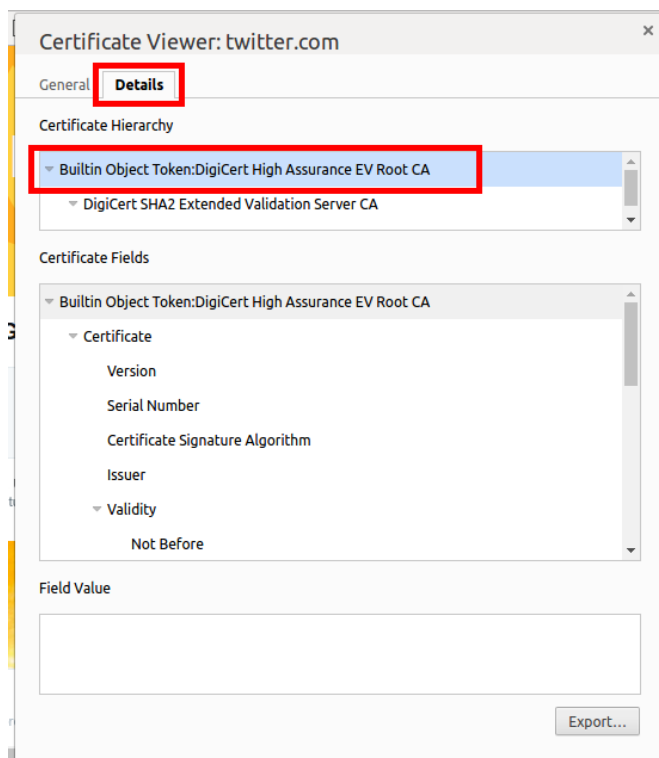 Certificate Viewer: twitter.com
×
General
Details
Certificate Hierarchy
Builtin Object Token:DigiCert High Assurance EV Root CA
DigiCert SHA2 Extended Validation Server CA
Certificate Fields
Builtin Object Token:DigiCert High Assurance EV Root CA
Certificate
Version
Serial Number
Certificate Signature Algorithm
Issuer
Validity
Not Before
Field Value
Export...